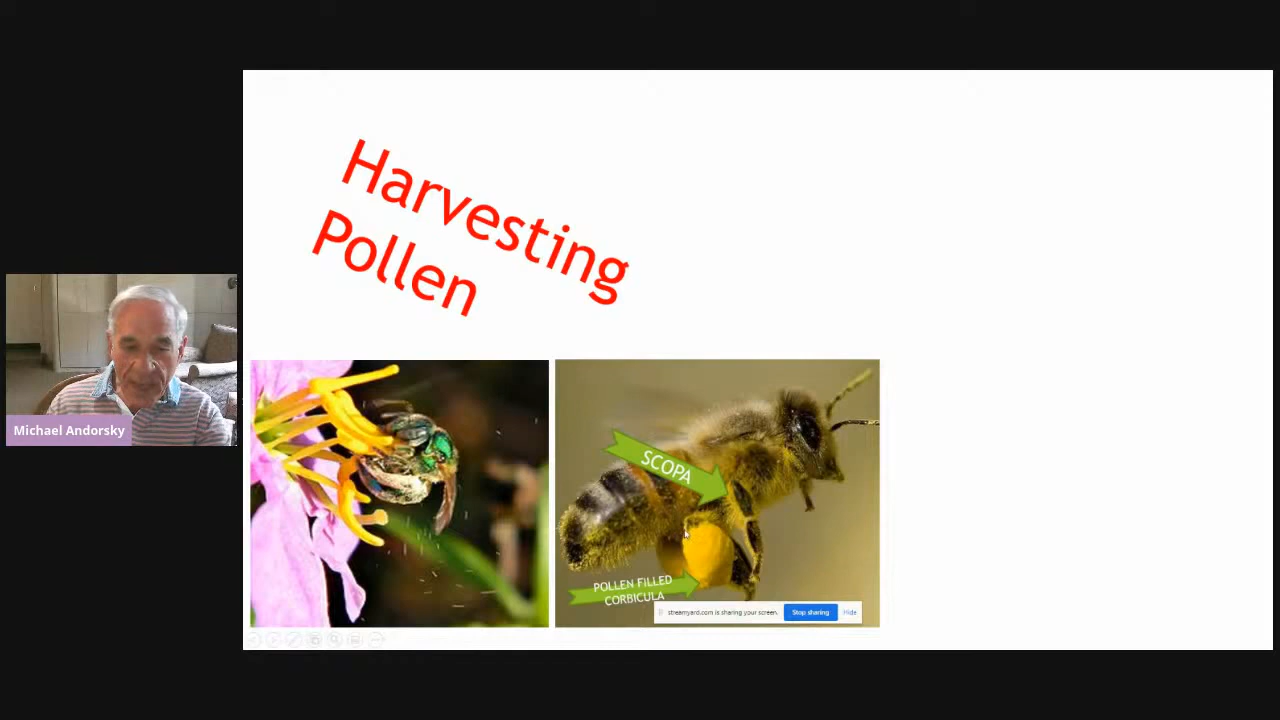 Harvesting
Pollen
SCOPA
POLLEN FILLED
CORBICULA
streamyard.com is sharing your screen.
Stop sharing
Hide
Michael Andorsky